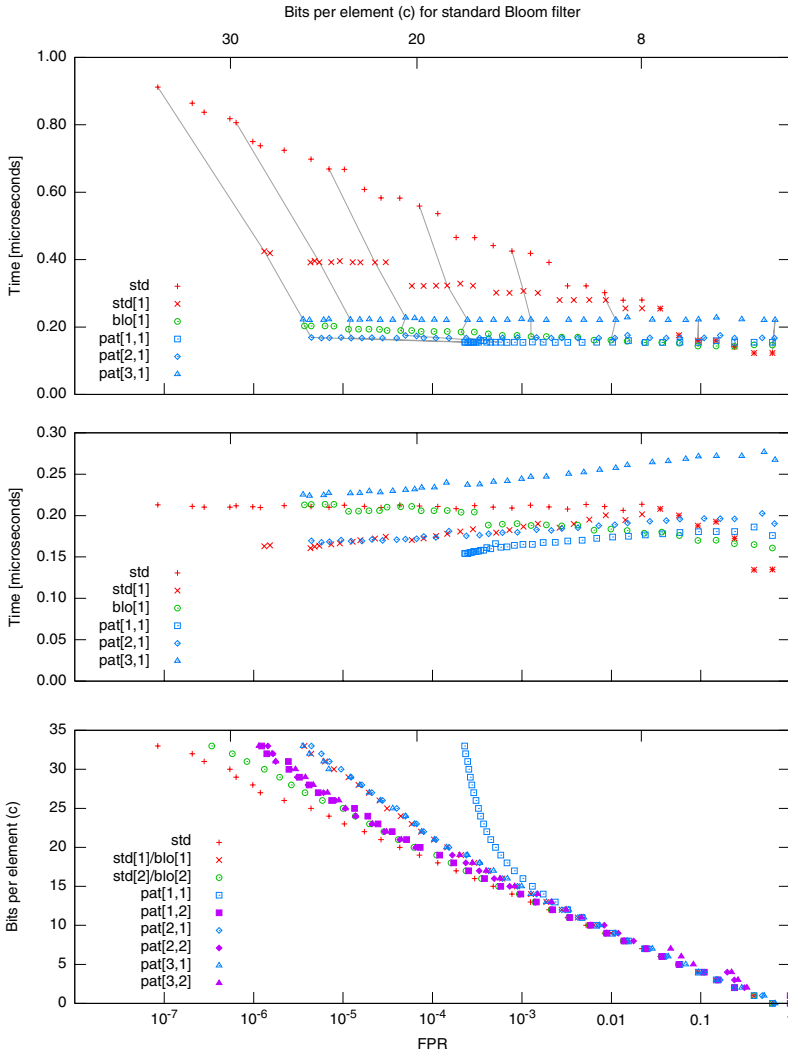 Bits per element (c) for standard Bloom filter
30 20 8
1.00
0.80
0.60
0.40
0.20
0.00
Time [microseconds]
std
std[1]
blo[1]
pat[1,1]
pat[2,1]
pat[3,1]
0.30
0.25
0.20
0.15
0.10
0.05
0.00
Time [microseconds]
std
std[1]
blo[1]
pat[1,1]
pat[2,1]
pat[3,1]
35
30
25
20
15
10
5
0
Bits per element (c)
std
std[1]/blo[1]
std[2]/blo[2]
pat[1,1]
pat[1,2]
pat[2,1]
pat[2,2]
pat[3,1]
pat[3,2]
10⁻⁷ 10⁻⁶ 10⁻⁵ 10⁻⁴ 10⁻³ 0.01 0.1 1
FPR